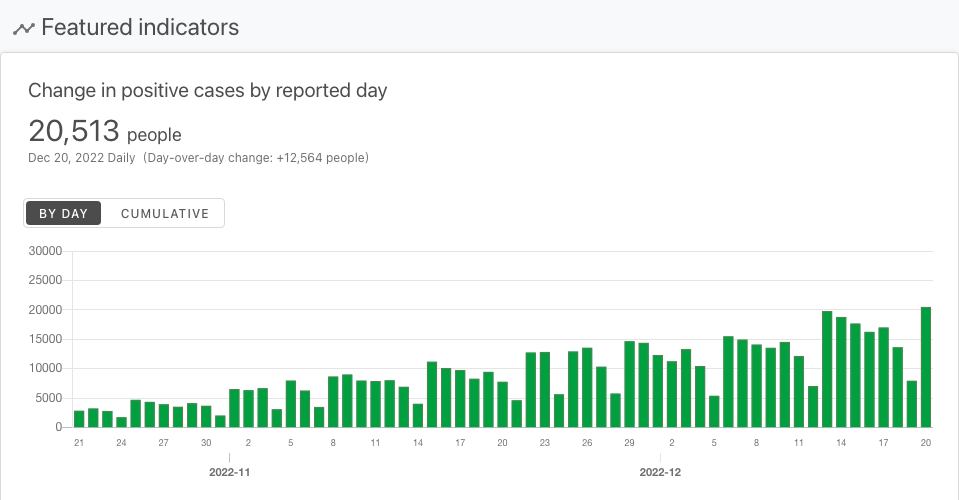 Featured indicators
Change in positive cases by reported day
20,513 people
Dec 20, 2022 Daily (Day-over-day change: +12,564 people)
BY DAY CUMULATIVE
30000
25000
20000
15000
10000
5000
0
21 24 27 30 2 5 8 11 14 17 20 23 26 29 2 5 8 11 14 17 20
2022-11 2022-12